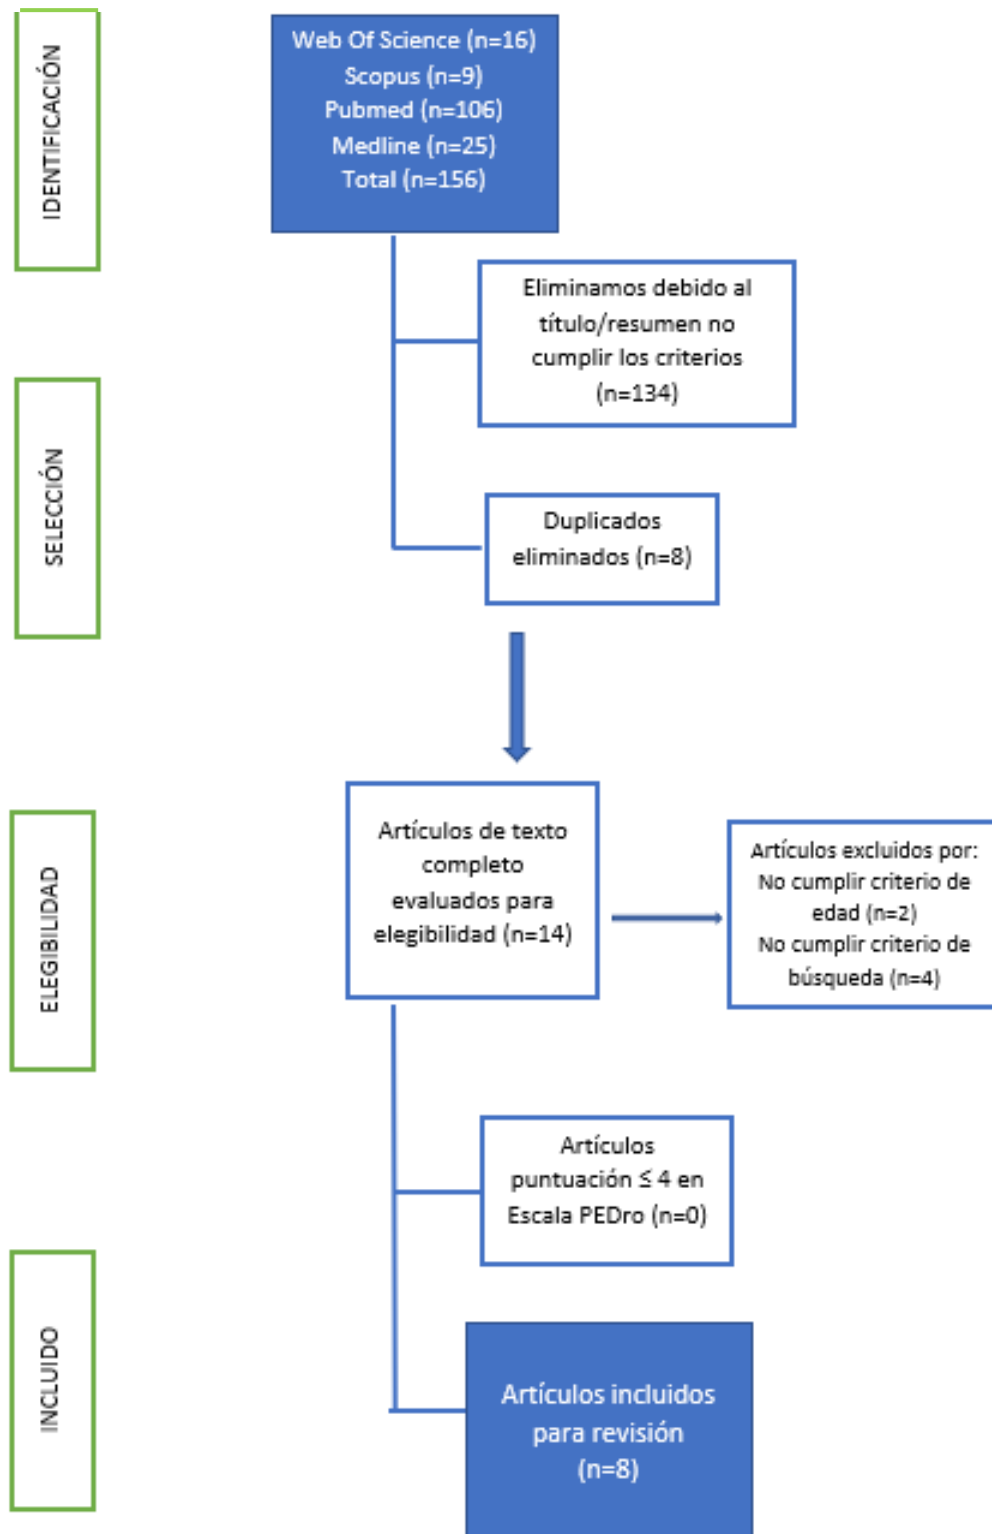 IDENTIFICACIÓN
Web Of Science (n=16)
Scopus (n=9)
Pubmed (n=106)
Medline (n=25)
Total (n=156)
Eliminamos debido al
título/resumen no
cumplir los criterios
(n=134)
SELECCIÓN
Duplicados
eliminados (n=8)
ELEGIBILIDAD
Artículos de texto
completo
evaluados para
elegibilidad (n=14)
Artículos excluidos por:
No cumplir criterio de
edad (n=2)
No cumplir criterio de
búsqueda (n=4)
Artículos
puntuación ≤ 4 en
Escala PEDro (n=0)
INCLUIDO
Artículos incluidos
para revisión
(n=8)